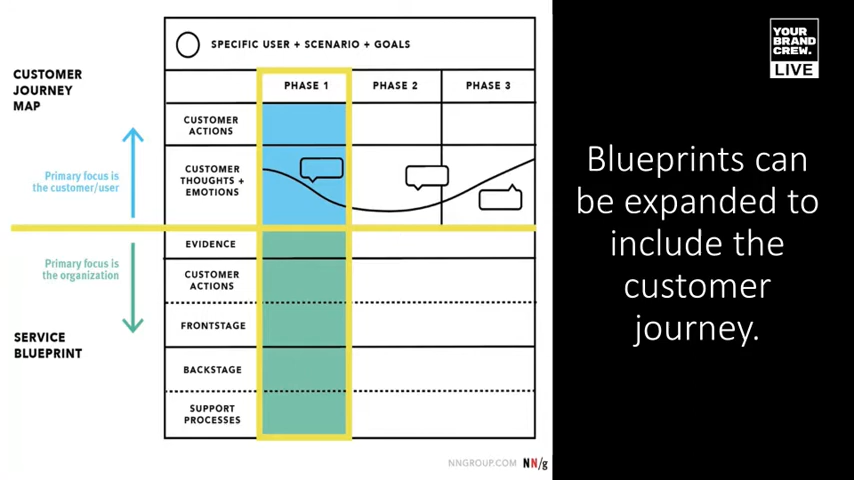 SPECIFIC USER + SCENARIO + GOALS
CUSTOMER
JOURNEY
MAP
PHASE 1
PHASE 2
PHASE 3
CUSTOMER
ACTIONS
Primary focus is
the customer/user
CUSTOMER
THOUGHTS +
EMOTIONS
EVIDENCE
Primary focus is
the organization
CUSTOMER
ACTIONS
FRONTSTAGE
SERVICE
BLUEPRINT
BACKSTAGE
SUPPORT
PROCESSES
NNGROUP.COM NN/g
YOUR
BRAND
CREW.
LIVE
Blueprints can
be expanded to
include the
customer
journey.